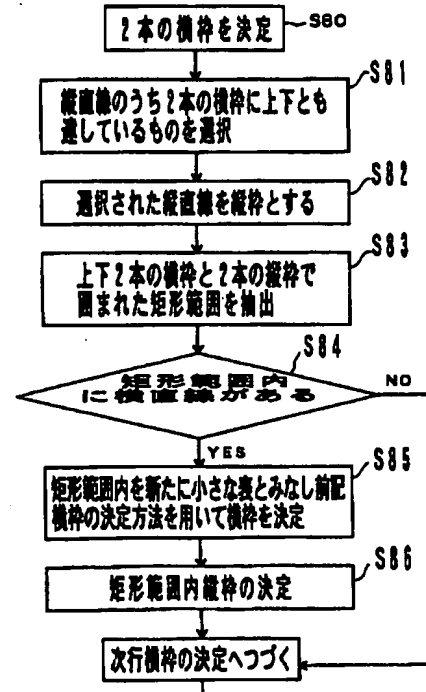 2本の横枠を決定
S80
S81
縦直線のうち2本の横枠に上下とも
達しているものを選択
S82
選択された縦直線を縦枠とする
S83
上下2本の横枠と2本の縦枠で
囲まれた矩形範囲を抽出
S84
矩形範囲内
に横直線がある
NO
YES
S85
矩形範囲内を新たに小さな表とみなし前記
横枠の決定方法を用いて横枠を決定
S86
矩形範囲内縦枠の決定
次行横枠の決定へつづく